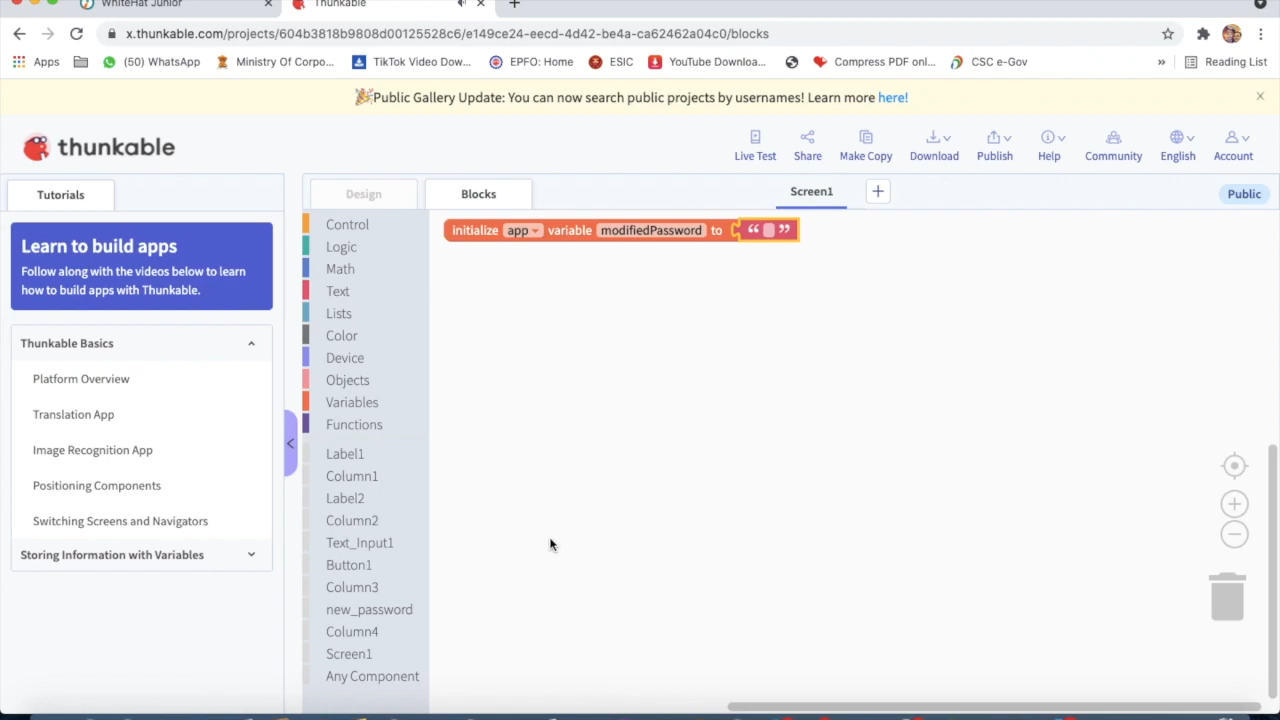 WhiteHat Junior × Thunkable × +
x.thunkable.com/projects/604b3818b9808d00125528c6/e149ce24-eecd-4d42-be4a-ca62462a04c0/blocks
Apps (50) WhatsApp Ministry Of Corpo... TikTok Video Dow... EPFO: Home ESIC YouTube Downloa... Compress PDF onl... CSC e-Gov » Reading List
Public Gallery Update: You can now search public projects by usernames! Learn more here! ×
thunkable
Live Test Share Make Copy Download Publish Help Community English Account
Tutorials Design Blocks Screen1 + Public
Learn to build apps
Follow along with the videos below to learn
how to build apps with Thunkable.
Thunkable Basics
Platform Overview
Translation App
Image Recognition App
Positioning Components
Switching Screens and Navigators
Storing Information with Variables
Control
Logic
Math
Text
Lists
Color
Device
Objects
Variables
Functions
Label1
Column1
Label2
Column2
Text_Input1
Button1
Column3
new_password
Column4
Screen1
Any Component
initialize app variable modifiedPassword to “ ”